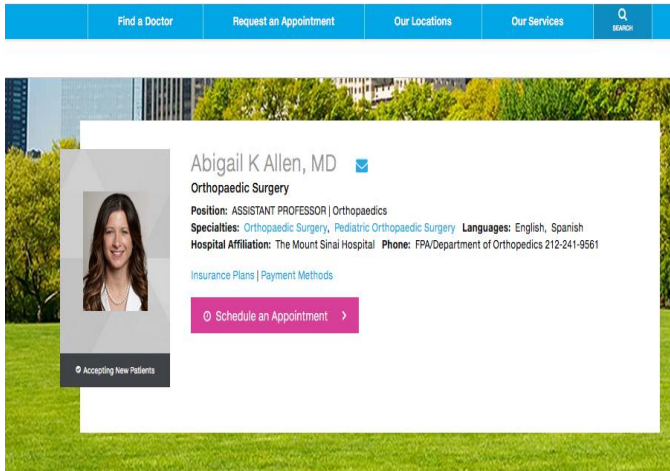 Find a Doctor Request an Appointment Our Locations Our Services SEARCH
Abigail K Allen, MD
Orthopaedic Surgery
Position: ASSISTANT PROFESSOR | Orthopaedics
Specialties: Orthopaedic Surgery, Pediatric Orthopaedic Surgery Languages: English, Spanish
Hospital Affiliation: The Mount Sinai Hospital Phone: FPA/Department of Orthopedics 212-241-9561
Insurance Plans | Payment Methods
Schedule an Appointment
Accepting New Patients